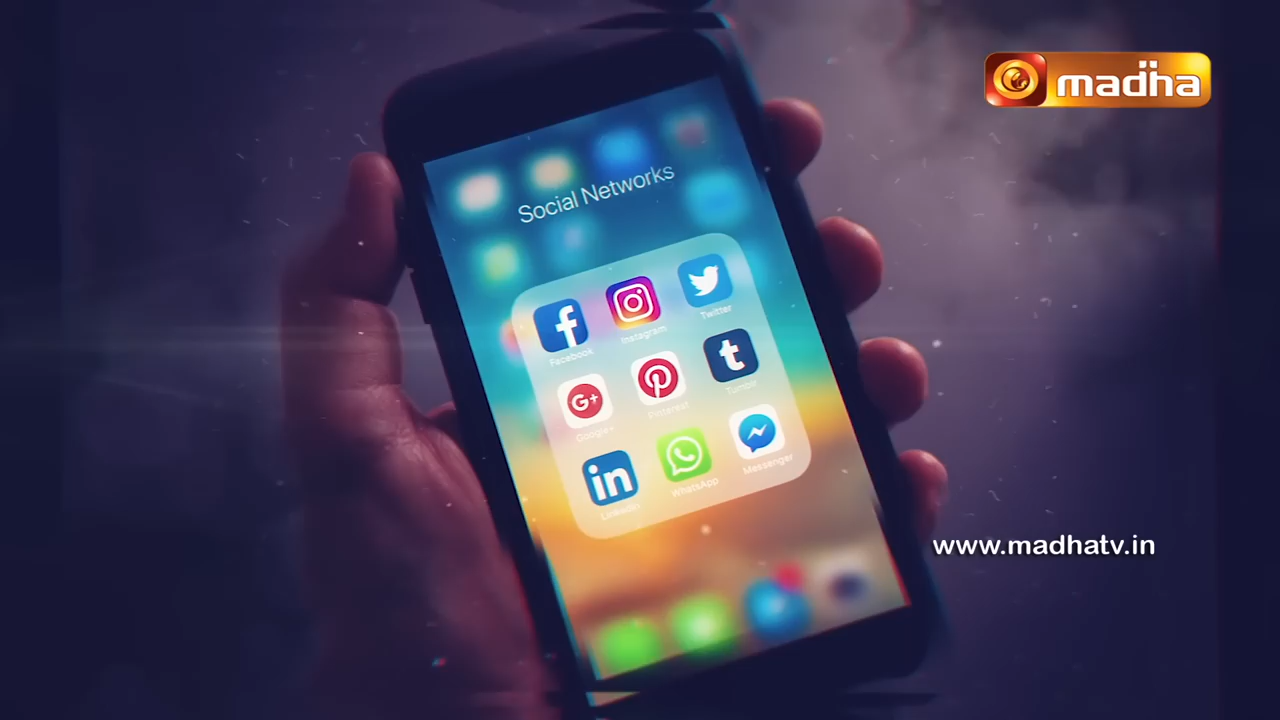 madha
Social Networks
Facebook
Instagram
Twitter
Google+
Pinterest
Tumblr
LinkedIn
WhatsApp
Messenger
www.madhatv.in